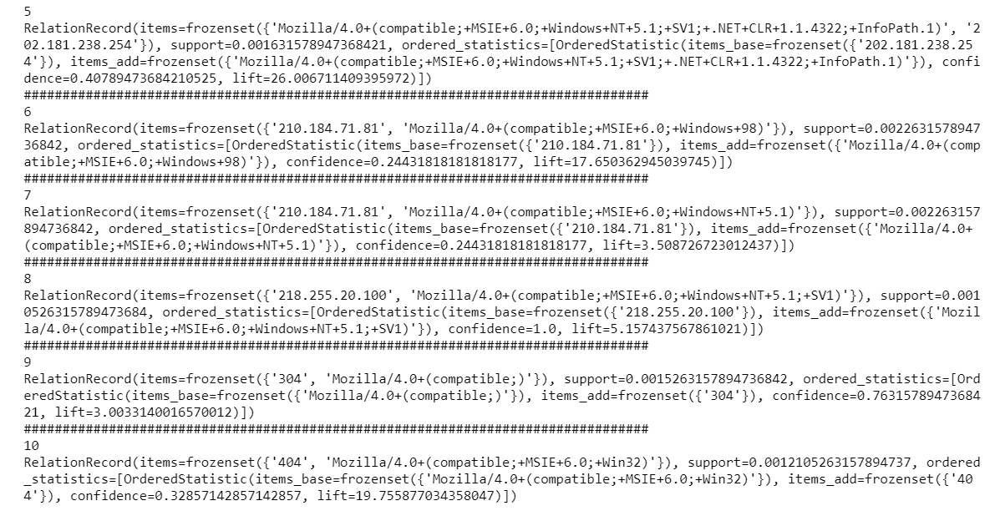 5
RelationRecord(items=frozenset({'Mozilla/4.0+(compatible;+MSIE+6.0;+Windows+NT+5.1;+SV1;+.NET+CLR+1.1.4322;+InfoPath.1)', '2
02.181.238.254'}), support=0.001631578947368421, ordered_statistics=[OrderedStatistic(items_base=frozenset({'202.181.238.25
4'}), items_add=frozenset({'Mozilla/4.0+(compatible;+MSIE+6.0;+Windows+NT+5.1;+SV1;+.NET+CLR+1.1.4322;+InfoPath.1)'}), confi
dence=0.40789473684210525, lift=26.006711409395972)])
################################################################################
6
RelationRecord(items=frozenset({'210.184.71.81', 'Mozilla/4.0+(compatible;+MSIE+6.0;+Windows+98)'}), support=0.0022631578947
36842, ordered_statistics=[OrderedStatistic(items_base=frozenset({'210.184.71.81'}), items_add=frozenset({'Mozilla/4.0+(comp
atible;+MSIE+6.0;+Windows+98)'}), confidence=0.24431818181818177, lift=17.650362945039745)])
################################################################################
7
RelationRecord(items=frozenset({'210.184.71.81', 'Mozilla/4.0+(compatible;+MSIE+6.0;+Windows+NT+5.1)'}), support=0.002263157
894736842, ordered_statistics=[OrderedStatistic(items_base=frozenset({'210.184.71.81'}), items_add=frozenset({'Mozilla/4.0+
(compatible;+MSIE+6.0;+Windows+NT+5.1)'}), confidence=0.24431818181818177, lift=3.508726723012437)])
################################################################################
8
RelationRecord(items=frozenset({'218.255.20.100', 'Mozilla/4.0+(compatible;+MSIE+6.0;+Windows+NT+5.1;+SV1)'}), support=0.001
0526315789473684, ordered_statistics=[OrderedStatistic(items_base=frozenset({'218.255.20.100'}), items_add=frozenset({'Mozil
la/4.0+(compatible;+MSIE+6.0;+Windows+NT+5.1;+SV1)'}), confidence=1.0, lift=5.157437567861021)])
################################################################################
9
RelationRecord(items=frozenset({'304', 'Mozilla/4.0+(compatible;)'}), support=0.0015263157894736842, ordered_statistics=[Ord
eredStatistic(items_base=frozenset({'Mozilla/4.0+(compatible;)'}), items_add=frozenset({'304'}), confidence=0.76315789473684
21, lift=3.0033140016570012)])
################################################################################
10
RelationRecord(items=frozenset({'404', 'Mozilla/4.0+(compatible;+MSIE+6.0;+Win32)'}), support=0.0012105263157894737, ordered
_statistics=[OrderedStatistic(items_base=frozenset({'Mozilla/4.0+(compatible;+MSIE+6.0;+Win32)'}), items_add=frozenset({'40
4'}), confidence=0.32857142857142857, lift=19.755877034358047)])